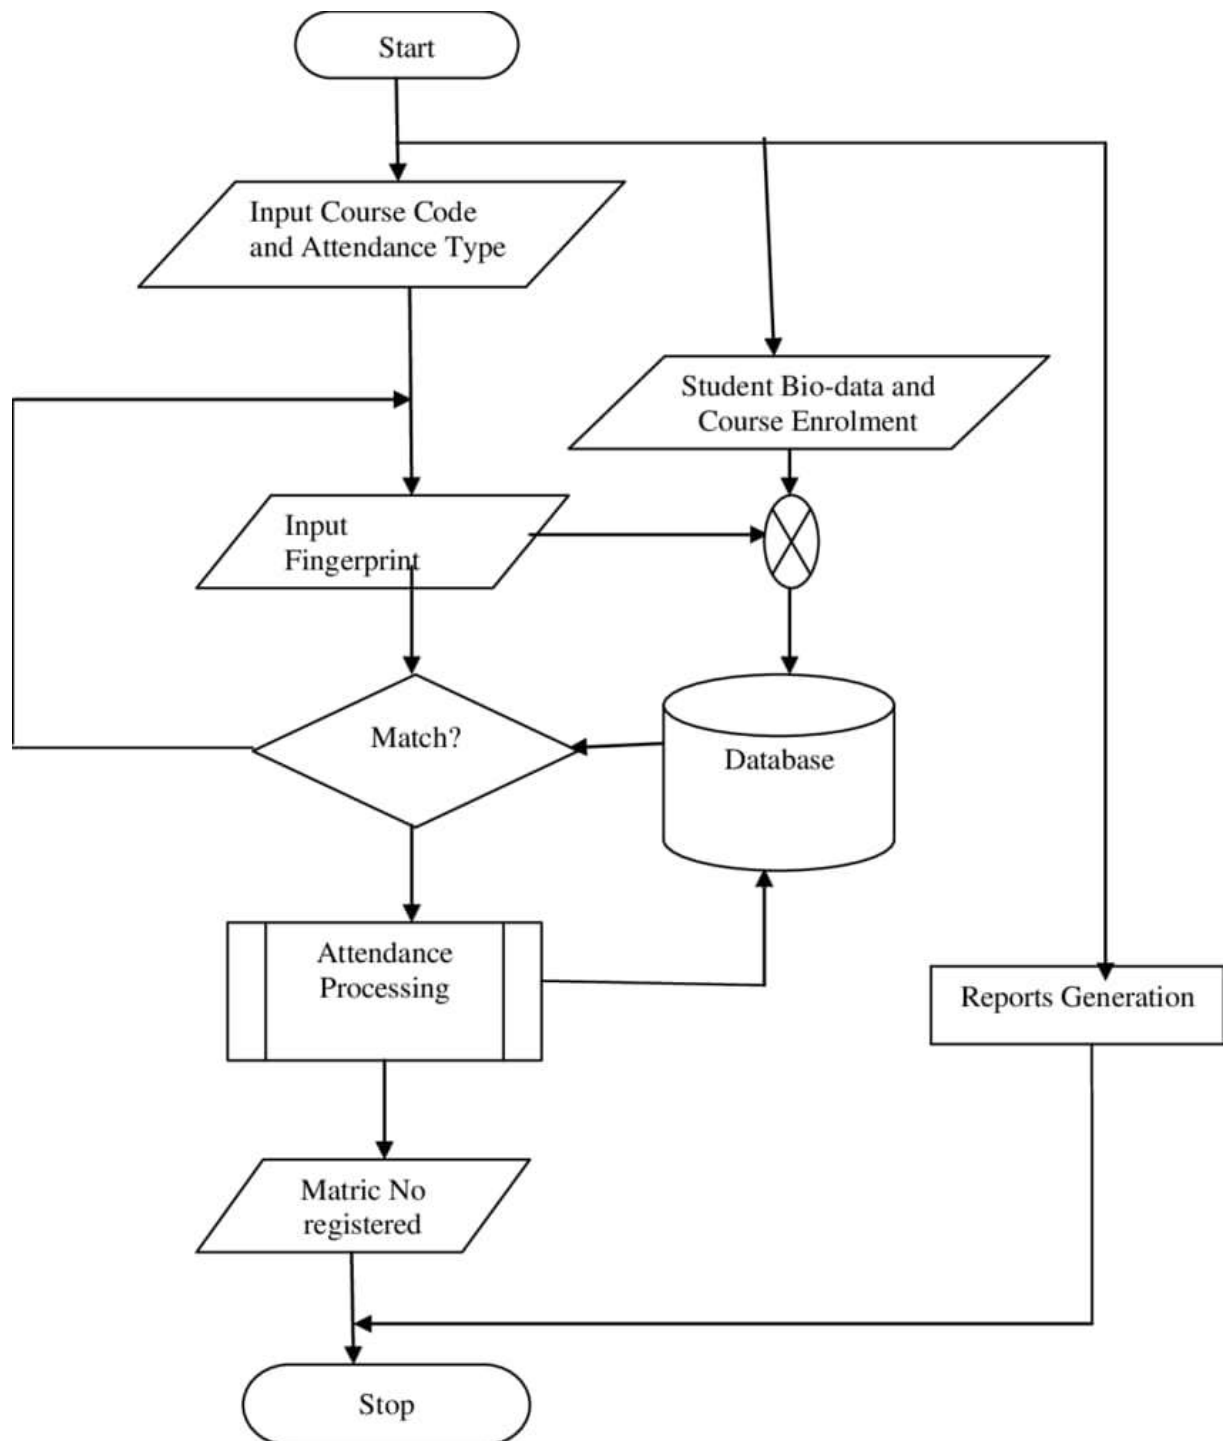 Start
Input Course Code
and Attendance Type
Student Bio-data and
Course Enrolment
Input
Fingerprint
Match?
Database
Attendance
Processing
Reports Generation
Matric No
registered
Stop